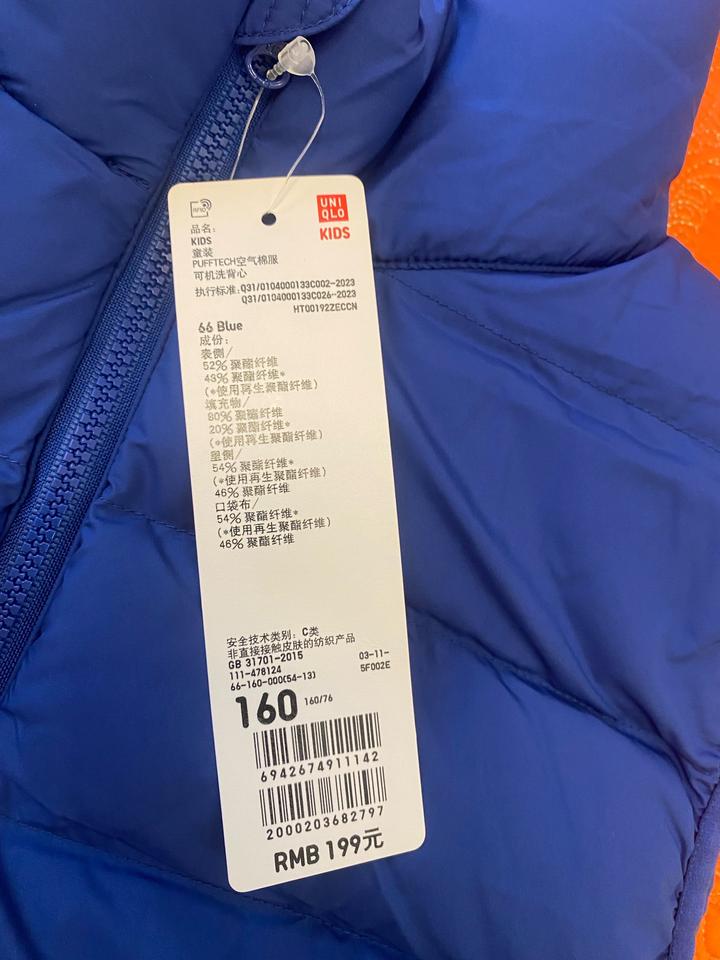 RFID
UNI
QLO
KIDS
品名:
KIDS
童装
PUFFTECH空气棉服
可机洗背心
执行标准:Q31/0104000133C002-2023
Q31/0104000133C026-2023
HT00192ZECCN
66 Blue
成份:
表侧/
52% 聚酯纤维
48% 聚酯纤维*
(*使用再生聚酯纤维)
填充物/
80% 聚酯纤维
20% 聚酯纤维*
(*使用再生聚酯纤维)
里侧/
54% 聚酯纤维*
(*使用再生聚酯纤维)
46% 聚酯纤维
口袋布/
54% 聚酯纤维*
(*使用再生聚酯纤维)
46% 聚酯纤维
安全技术类别: C类
非直接接触皮肤的纺织产品
GB 31701-2015
03-11-
111-478124
5F002E
66-160-000(54-13)
160 160/76
6942674911142
2000203682797
RMB 199元